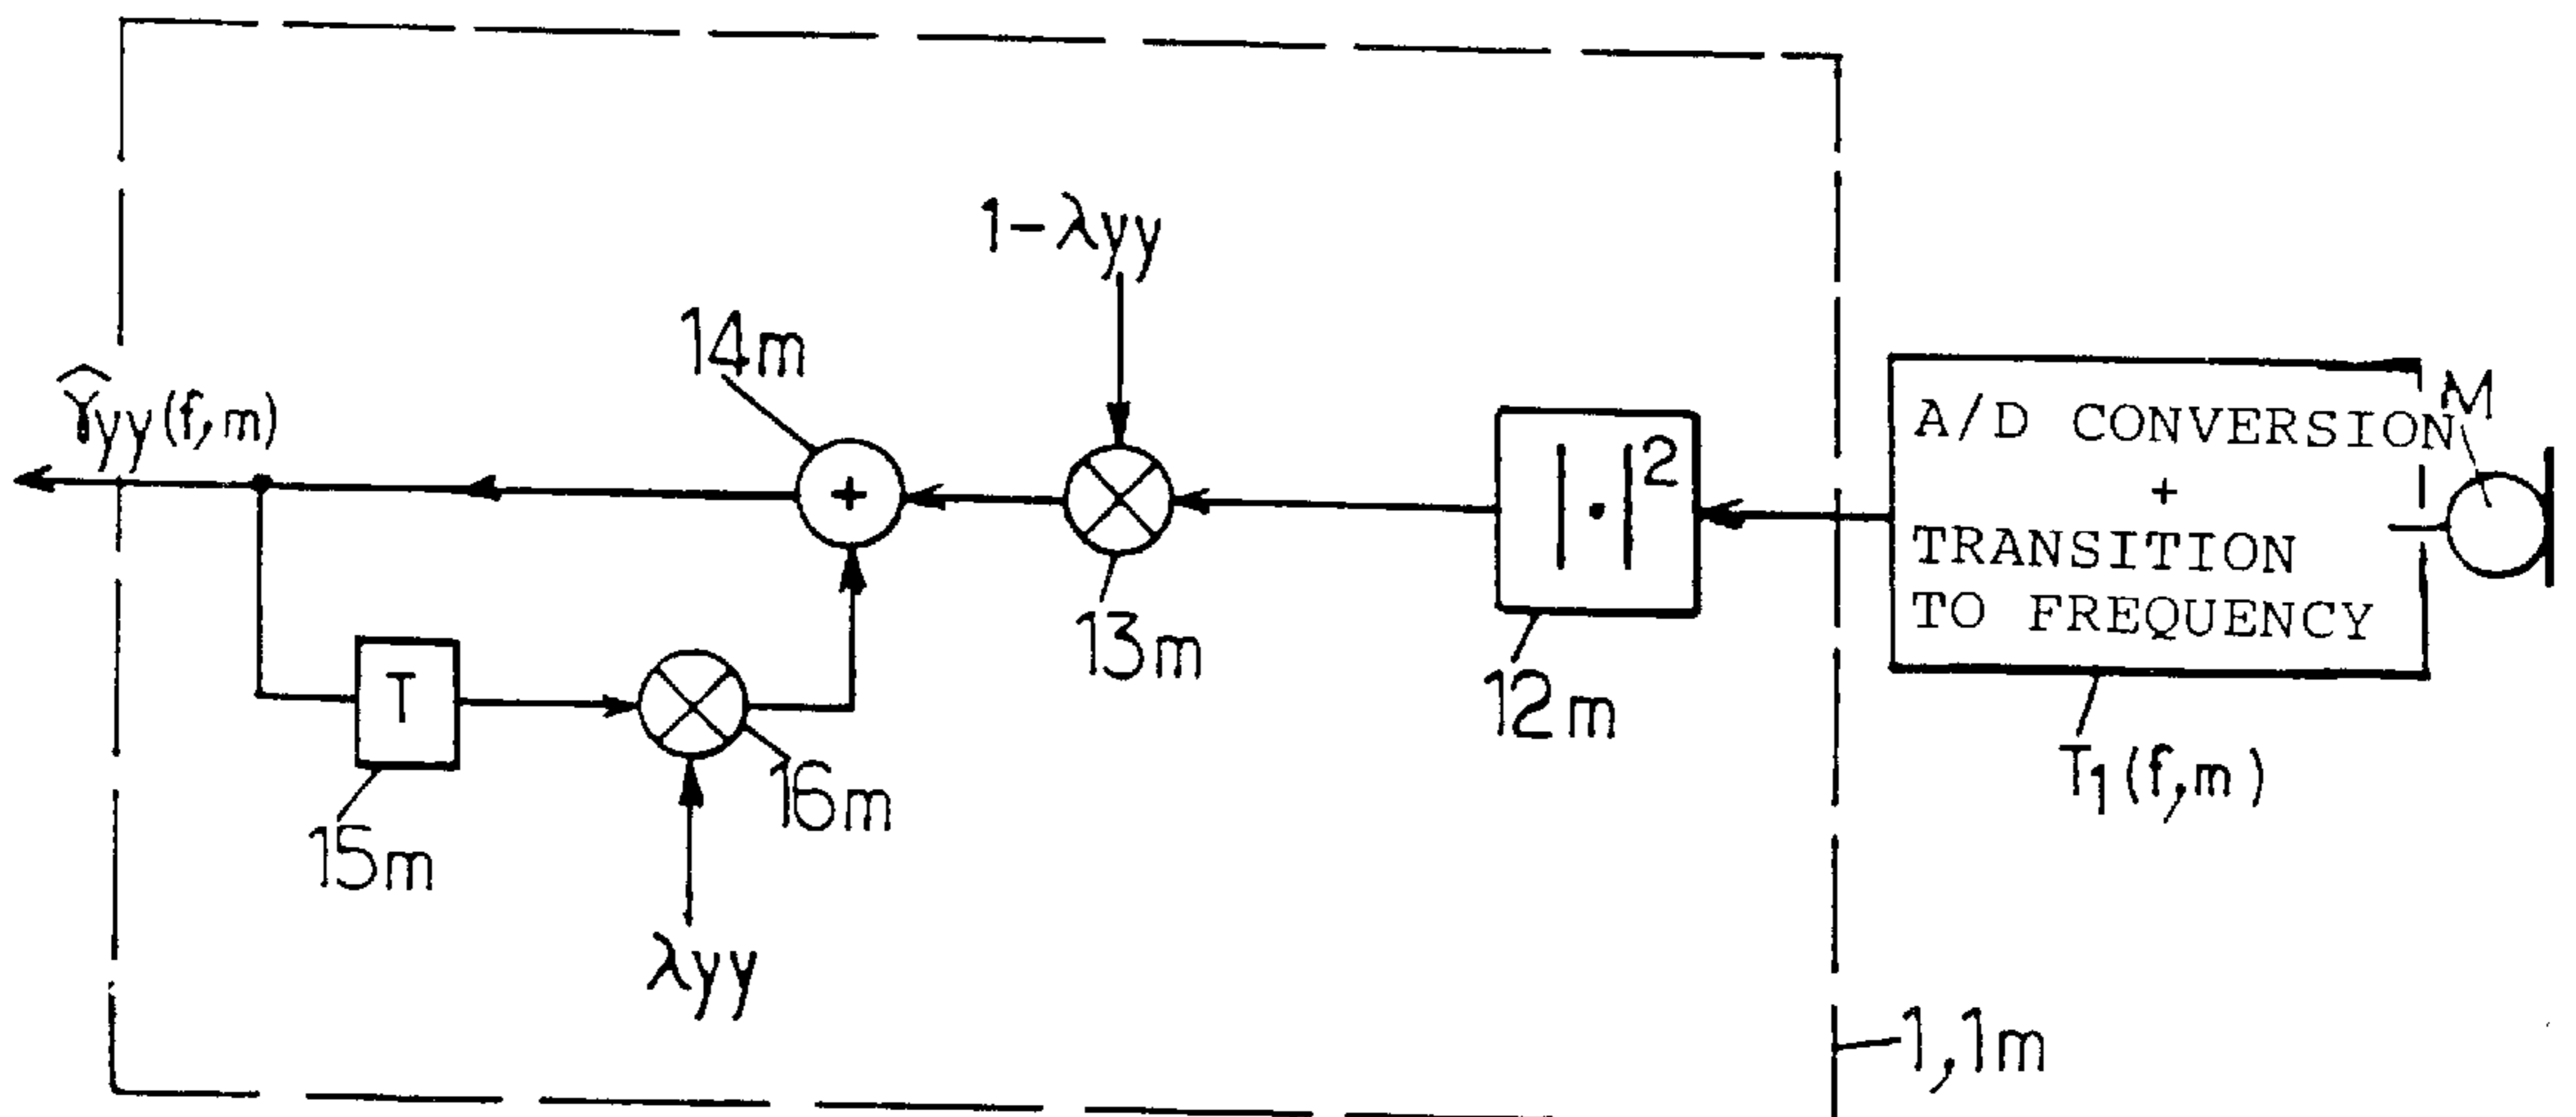 1-λyy
14m
γ̂yy(f,m)
+
|·|2
A/D CONVERSION
+
TRANSITION
TO FREQUENCY
M
13m
12m
T
16m
15m
T1(f,m)
λyy
1,1m